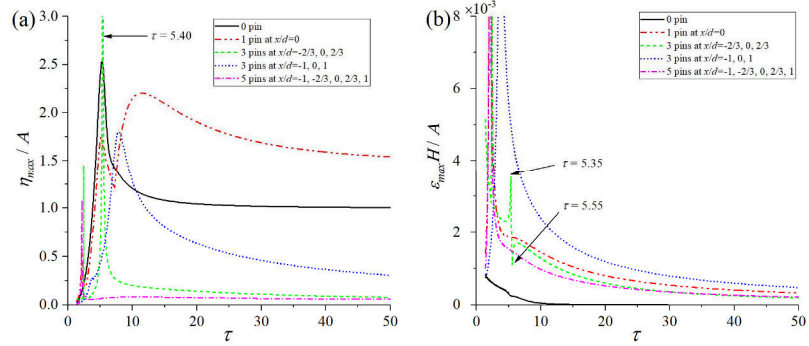 (a)
3.0
2.5
2.0
1.5
1.0
0.5
0.0
η_max / A
0
10
20
30
40
50
τ
τ = 5.40
0 pin
1 pin at x/d=0
3 pins at x/d=-2/3, 0, 2/3
3 pins at x/d=-1, 0, 1
5 pins at x/d=-1, -2/3, 0, 2/3, 1
(b)
8
×10⁻³
6
4
2
0
ε_max H / A
0
10
20
30
40
50
τ
τ = 5.35
τ = 5.55
0 pin
1 pin at x/d=0
3 pins at x/d=-2/3, 0, 2/3
3 pins at x/d=-1, 0, 1
5 pins at x/d=-1, -2/3, 0, 2/3, 1